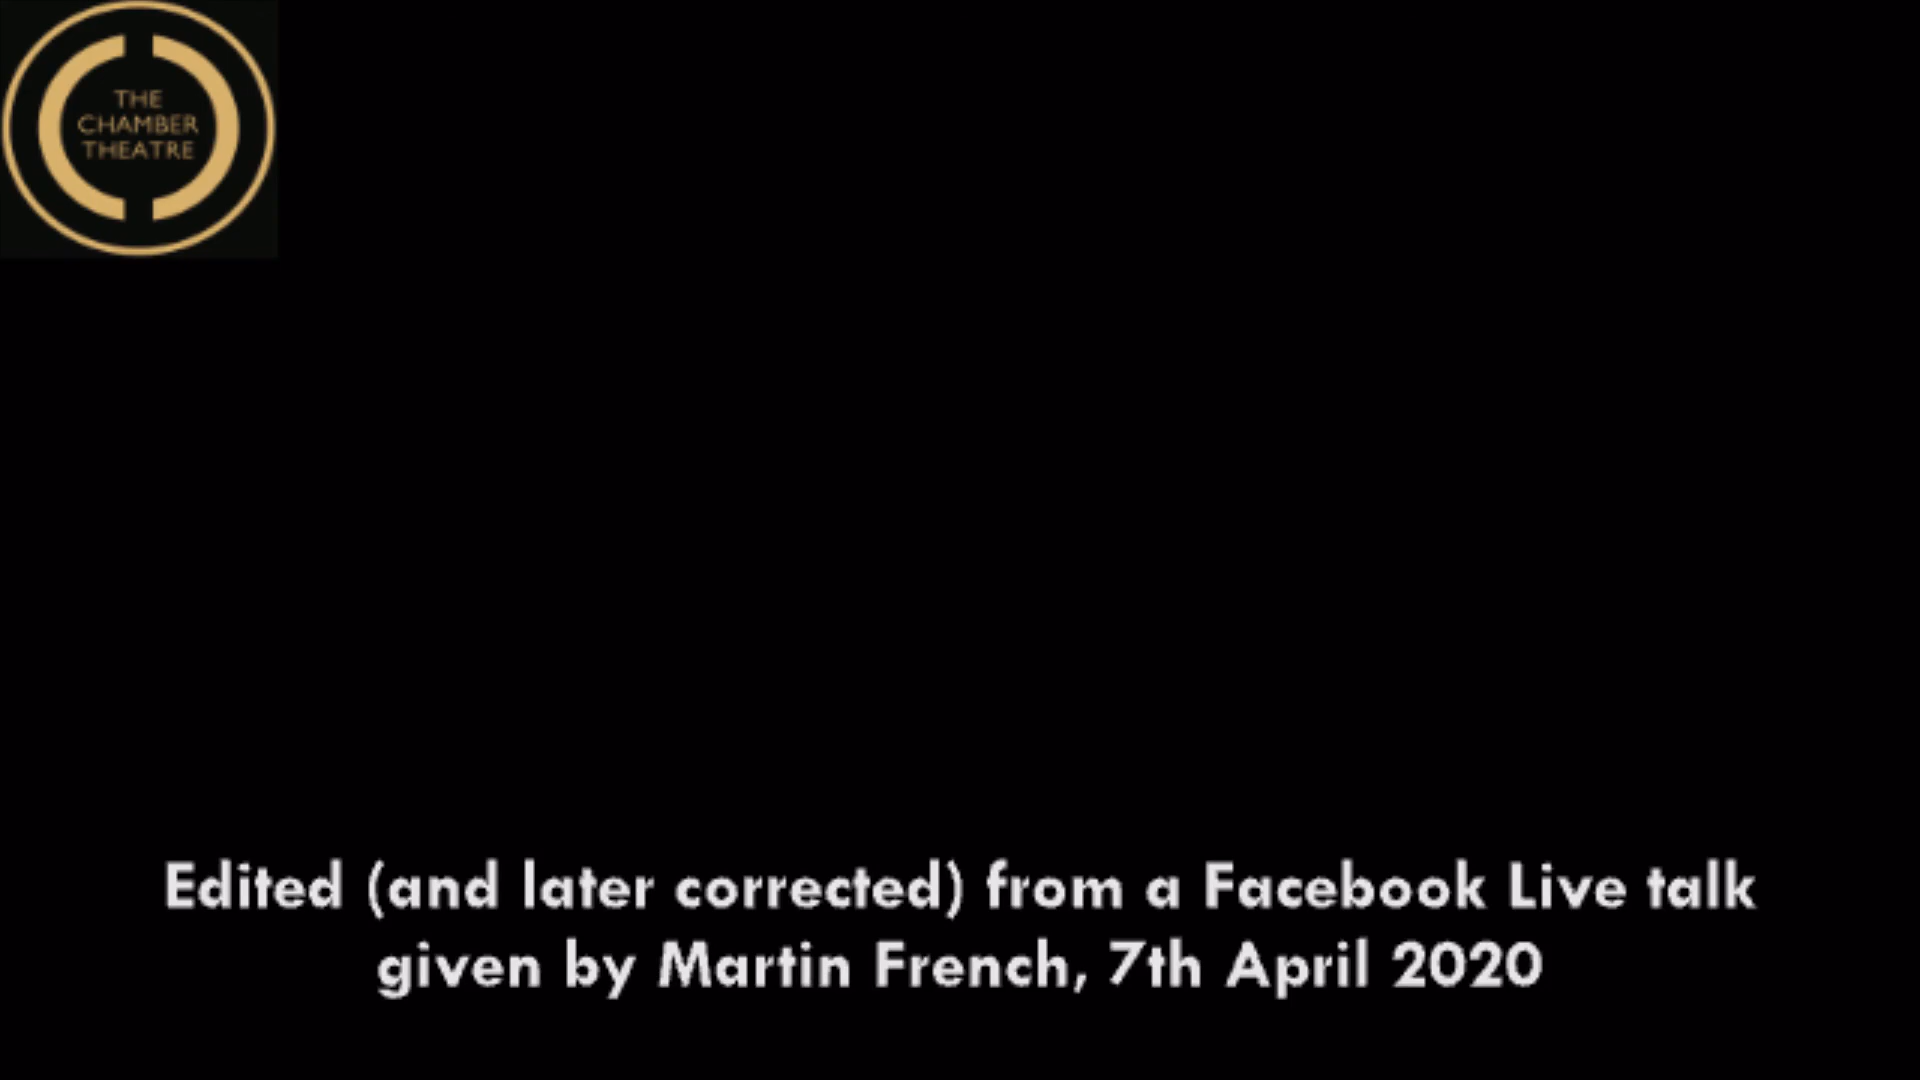 THE
CHAMBER
THEATRE
Edited (and later corrected) from a Facebook Live talk
given by Martin French, 7th April 2020